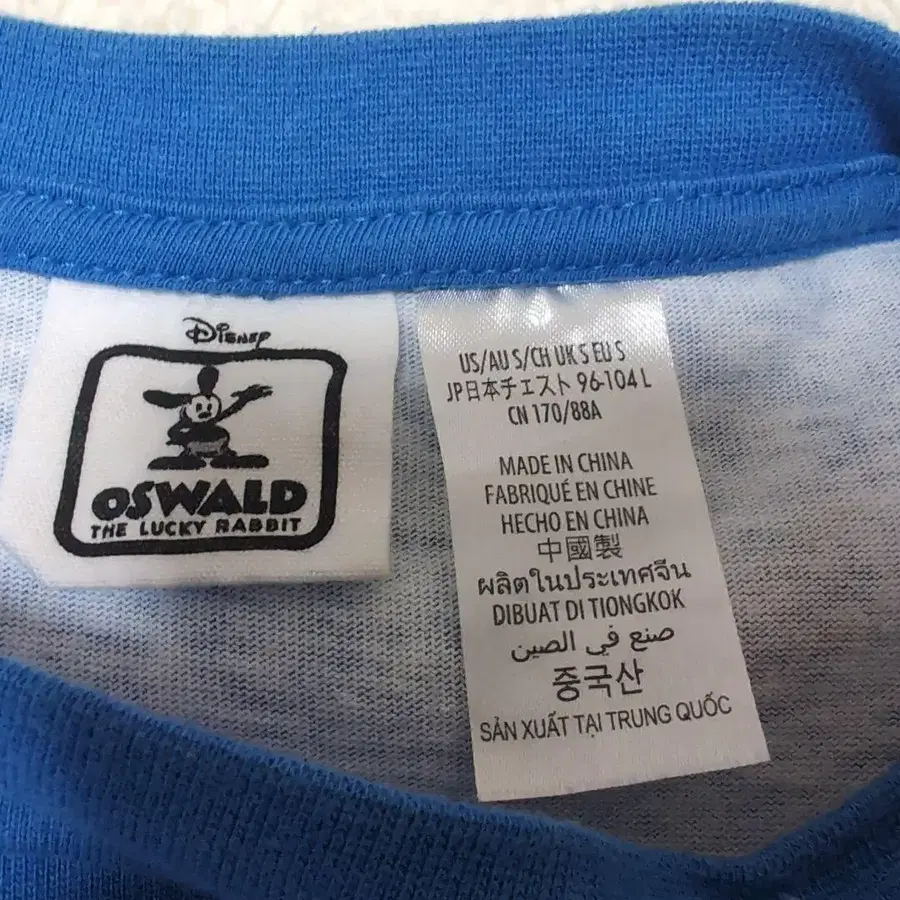 Disney
OSWALD
THE LUCKY RABBIT
US/AU S/CH UK S EU S
JP日本チエスト 96-104 L
CN 170/88A
MADE IN CHINA
FABRIQUÉ EN CHINE
HECHO EN CHINA
中國製
ผลิตในประเทศจีน
DIBUAT DI TIONGKOK
صنع في الصين
중국산
SẢN XUẤT TẠI TRUNG QUỐC